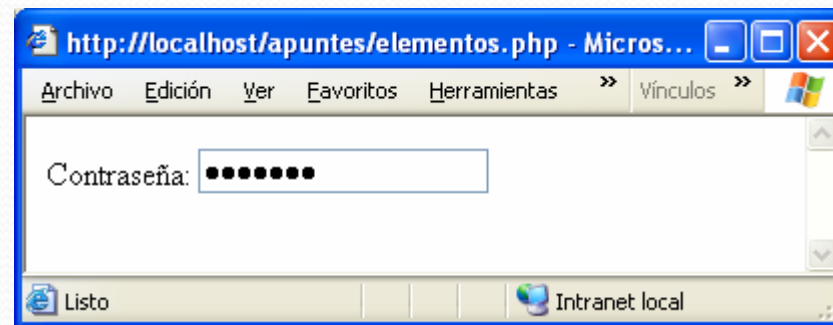 http://localhost/apuntes/elementos.php - Micros...
Archivo Edición Ver Favoritos Herramientas » Vínculos »
Contraseña: •••••••
Listo Intranet local